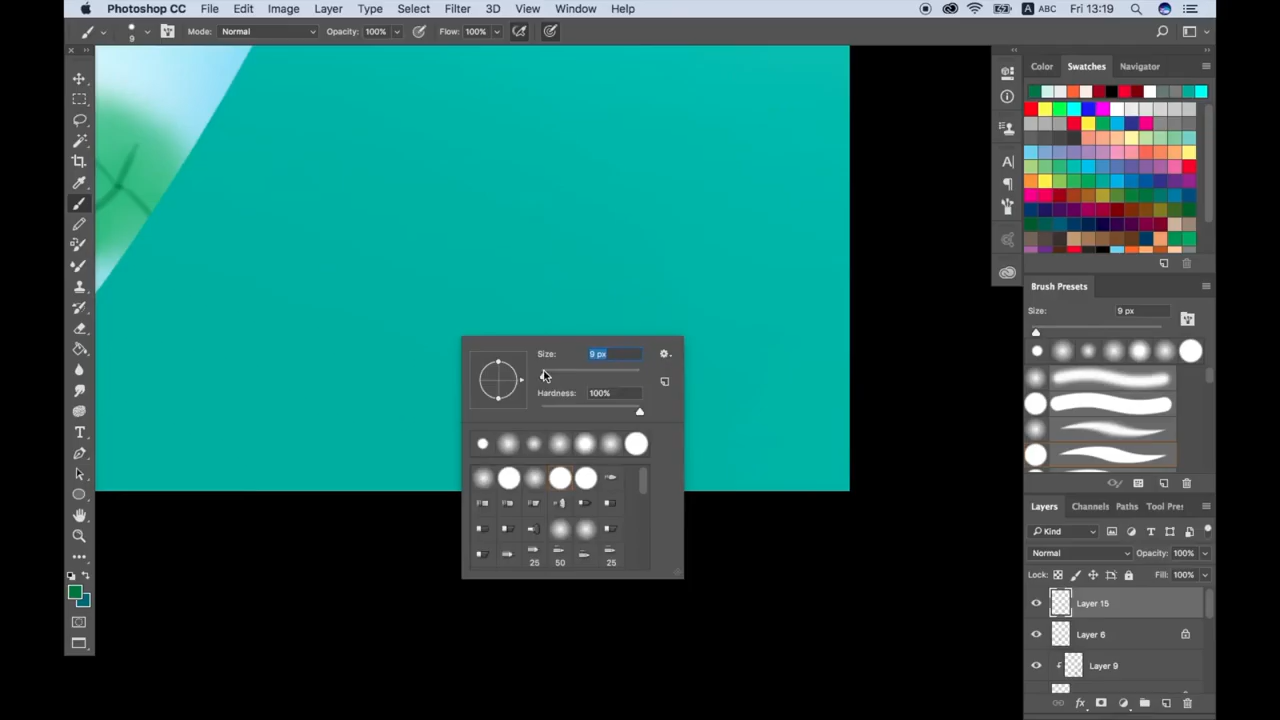 Photoshop CC File Edit Image Layer Type Select Filter 3D View Window Help A ABC Fri 13:19
9 Mode: Normal Opacity: 100% Flow: 100%
Color Swatches Navigator
Brush Presets
Size: 9 px
Size: 9 px
Hardness: 100%
25 50 25
Layers Channels Paths Tool Pres
Kind
Normal Opacity: 100%
Lock: Fill: 100%
Layer 15
Layer 6
Layer 9